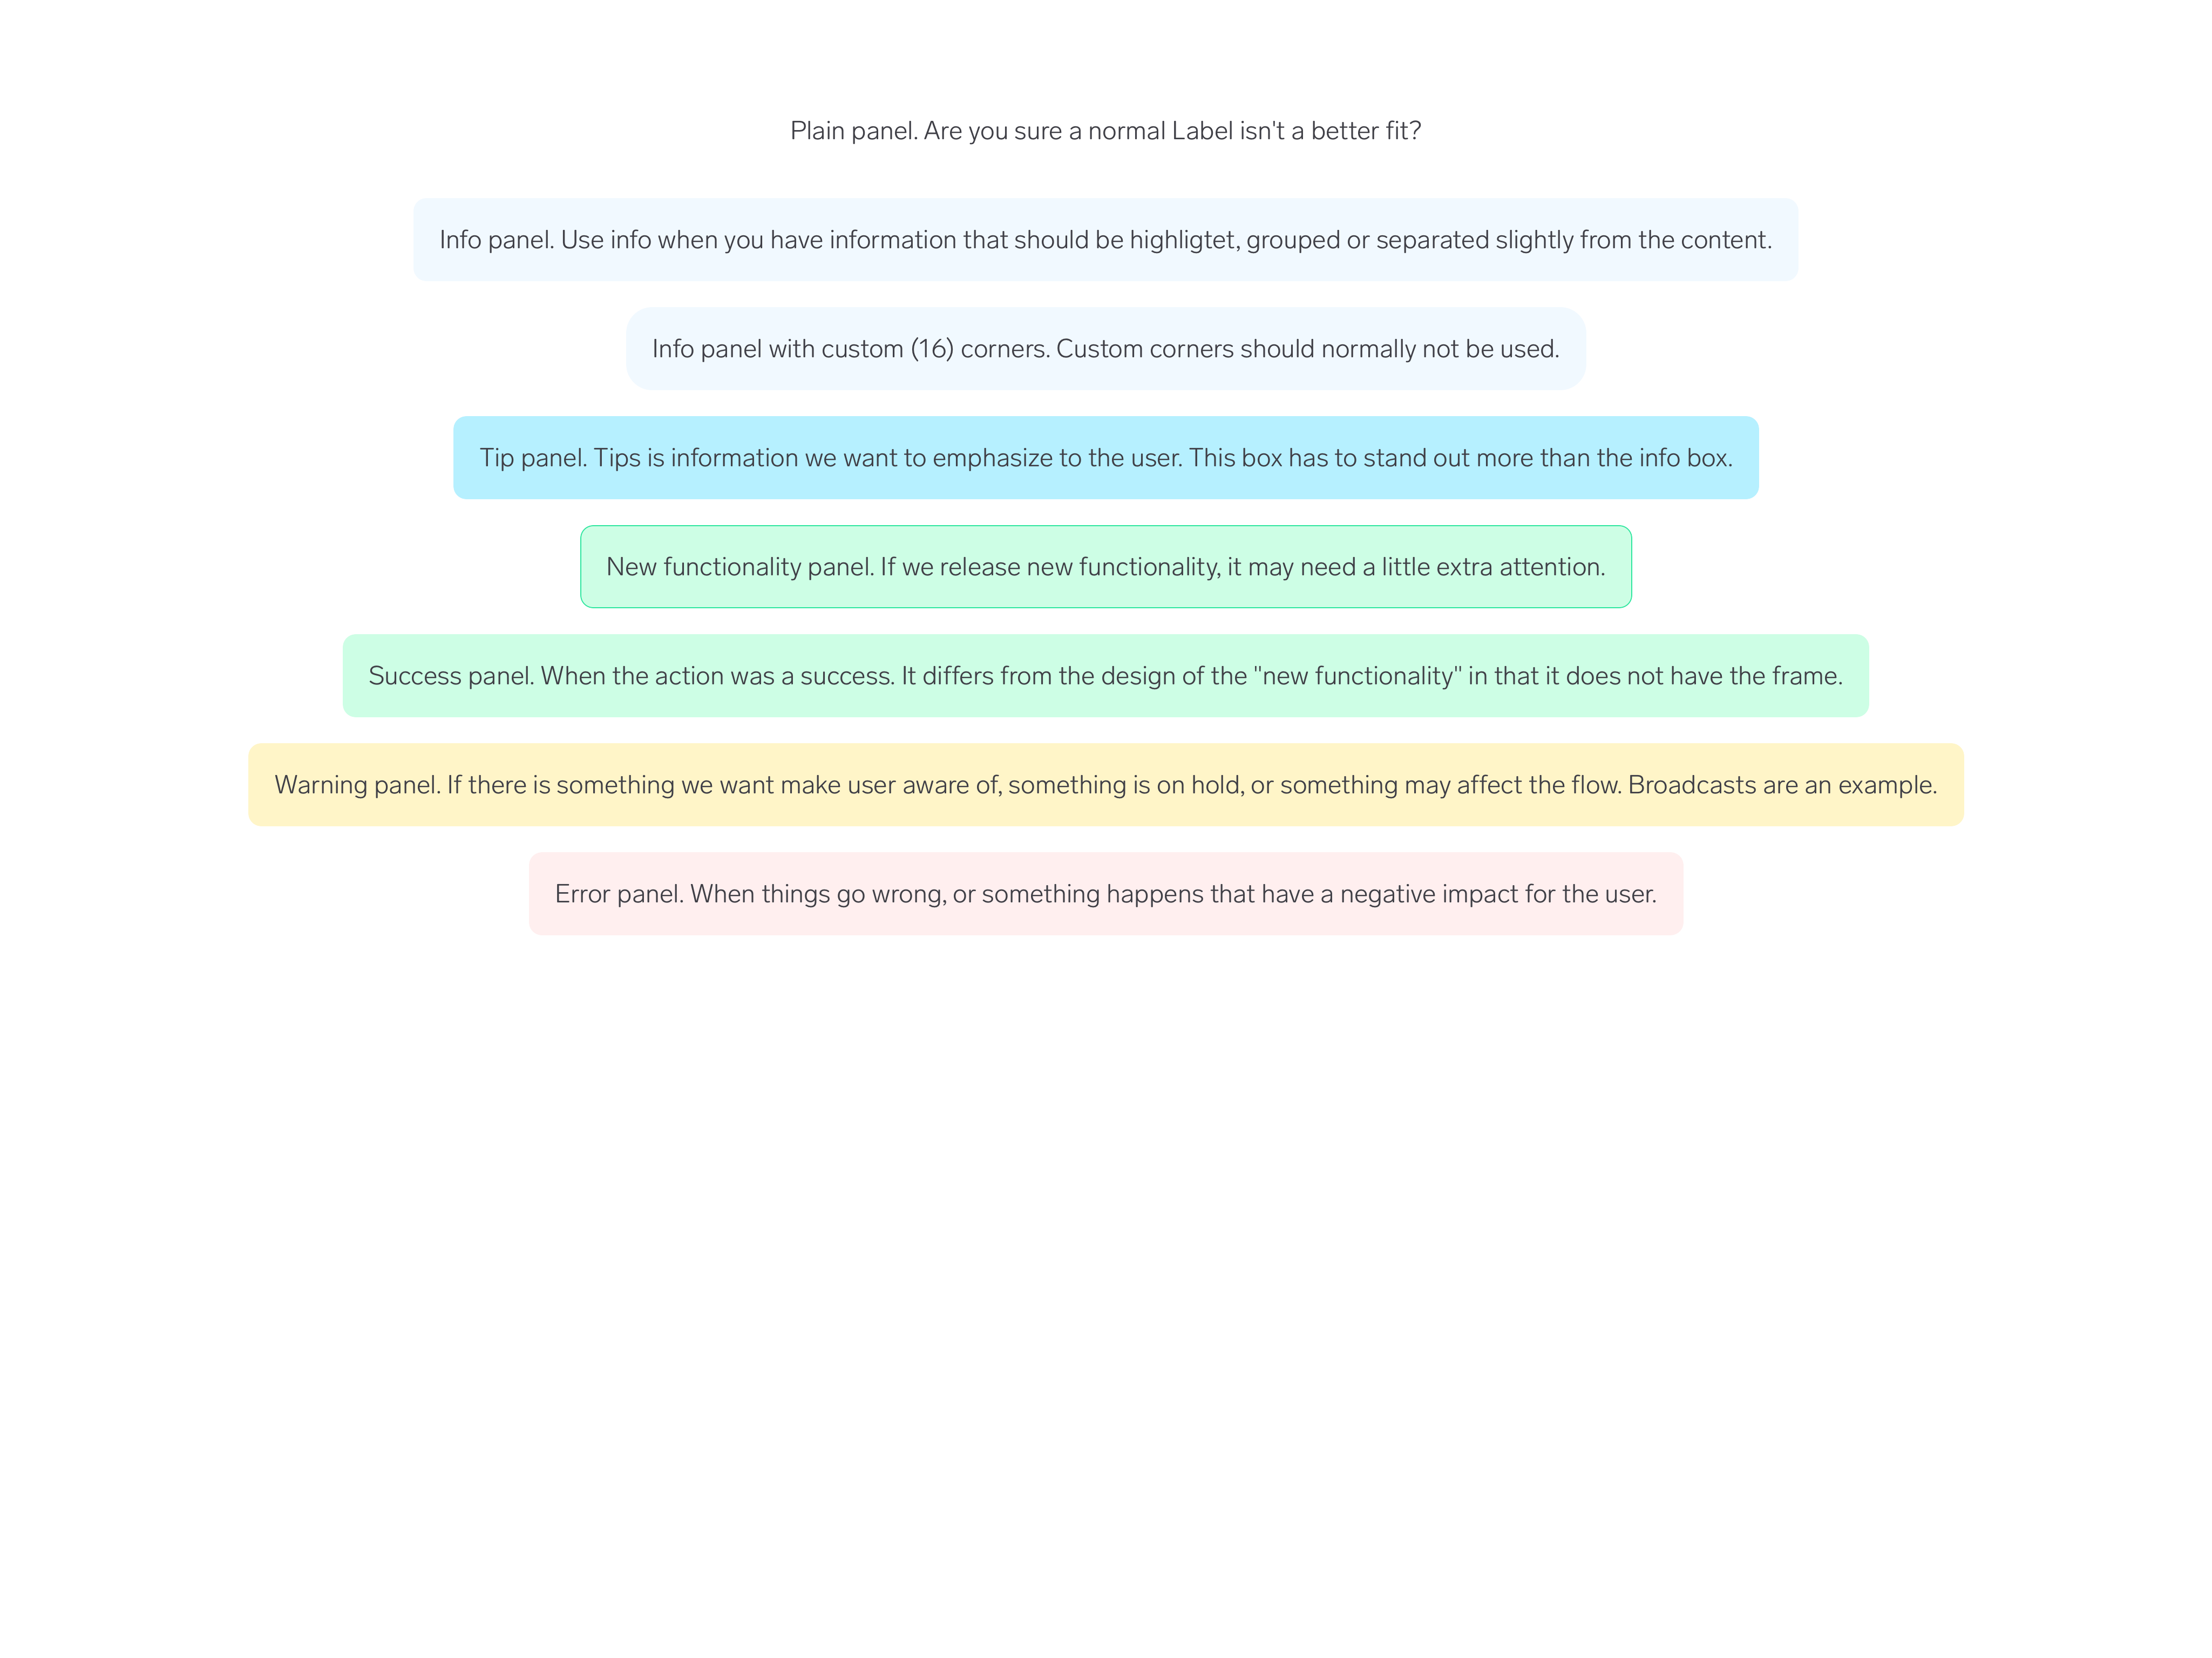 Plain panel. Are you sure a normal Label isn't a better fit?
Info panel. Use info when you have information that should be highligtet, grouped or separated slightly from the content.
Info panel with custom (16) corners. Custom corners should normally not be used.
Tip panel. Tips is information we want to emphasize to the user. This box has to stand out more than the info box.
New functionality panel. If we release new functionality, it may need a little extra attention.
Success panel. When the action was a success. It differs from the design of the "new functionality" in that it does not have the frame.
Warning panel. If there is something we want make user aware of, something is on hold, or something may affect the flow. Broadcasts are an example.
Error panel. When things go wrong, or something happens that have a negative impact for the user.